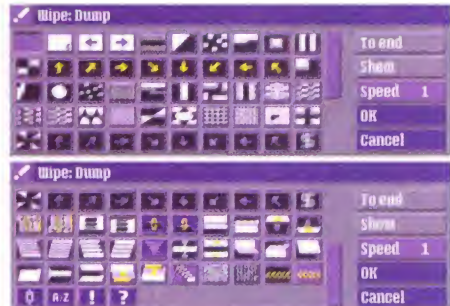 Wipe: Dump
To end
Show
Speed 1
OK
Cancel
Wipe: Dump
To end
Show
Speed 1
OK
A-Z ! ?
Cancel